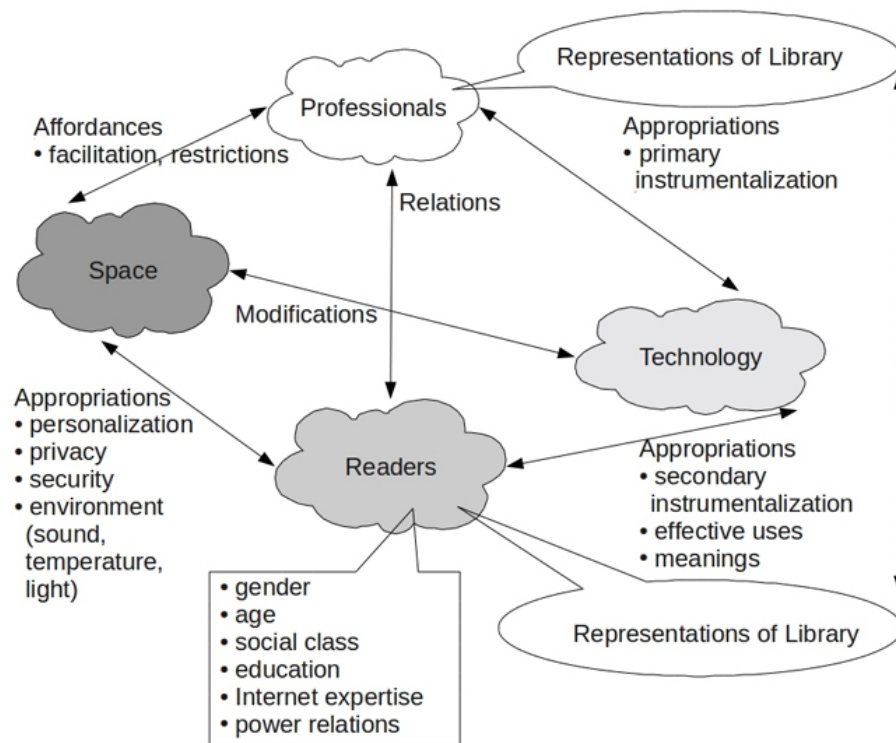 Representations of Library
Professionals
Affordances
• facilitation, restrictions
Appropriations
• primary
instrumentalization
Relations
Space
Modifications
Technology
Appropriations
• personalization
• privacy
• security
• environment
(sound,
temperature,
light)
Readers
Appropriations
• secondary
instrumentalization
• effective uses
• meanings
• gender
• age
• social class
• education
• Internet expertise
• power relations
Representations of Library